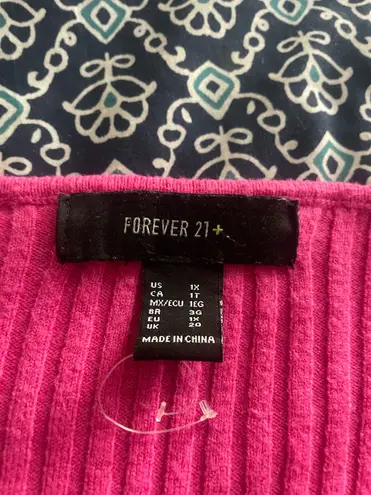 FOREVER 21+
US 1X
CA 1T
MX/ECU 1EG
BR 3G
EU 1X
UK 20
MADE IN CHINA